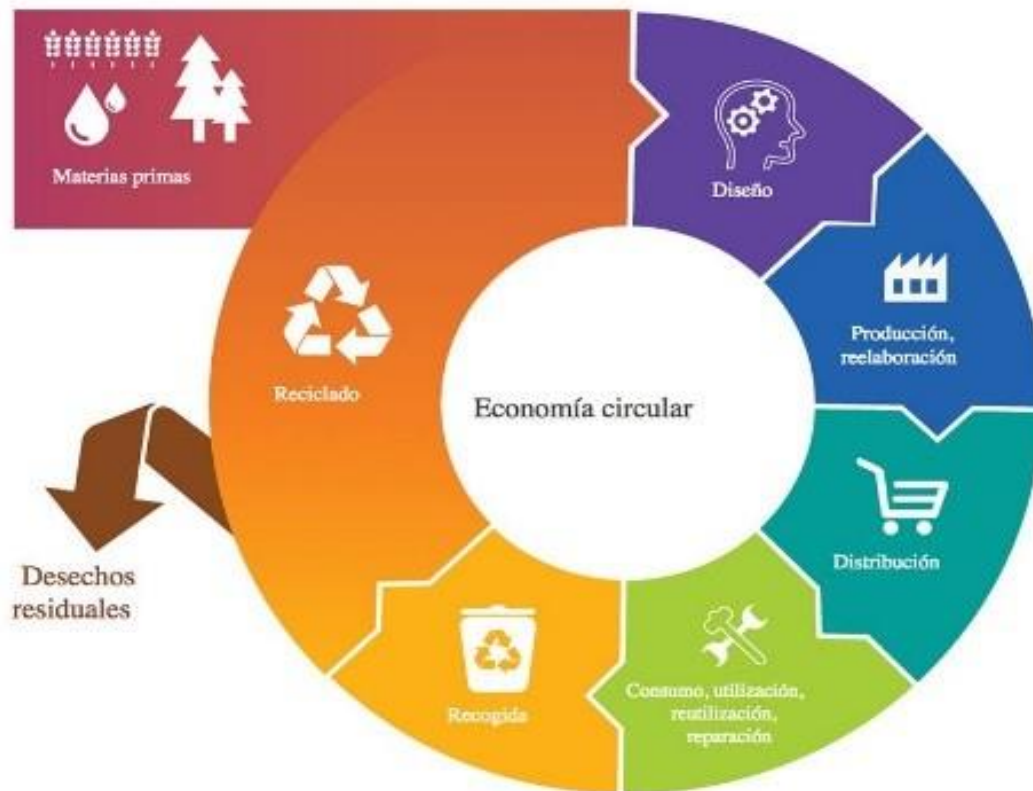 Materias primas
Diseño
Producción,
reelaboración
Distribución
Consumo, utilización,
reutilización,
reparación
Recogida
Reciclado
Desechos
residuales
Economía circular